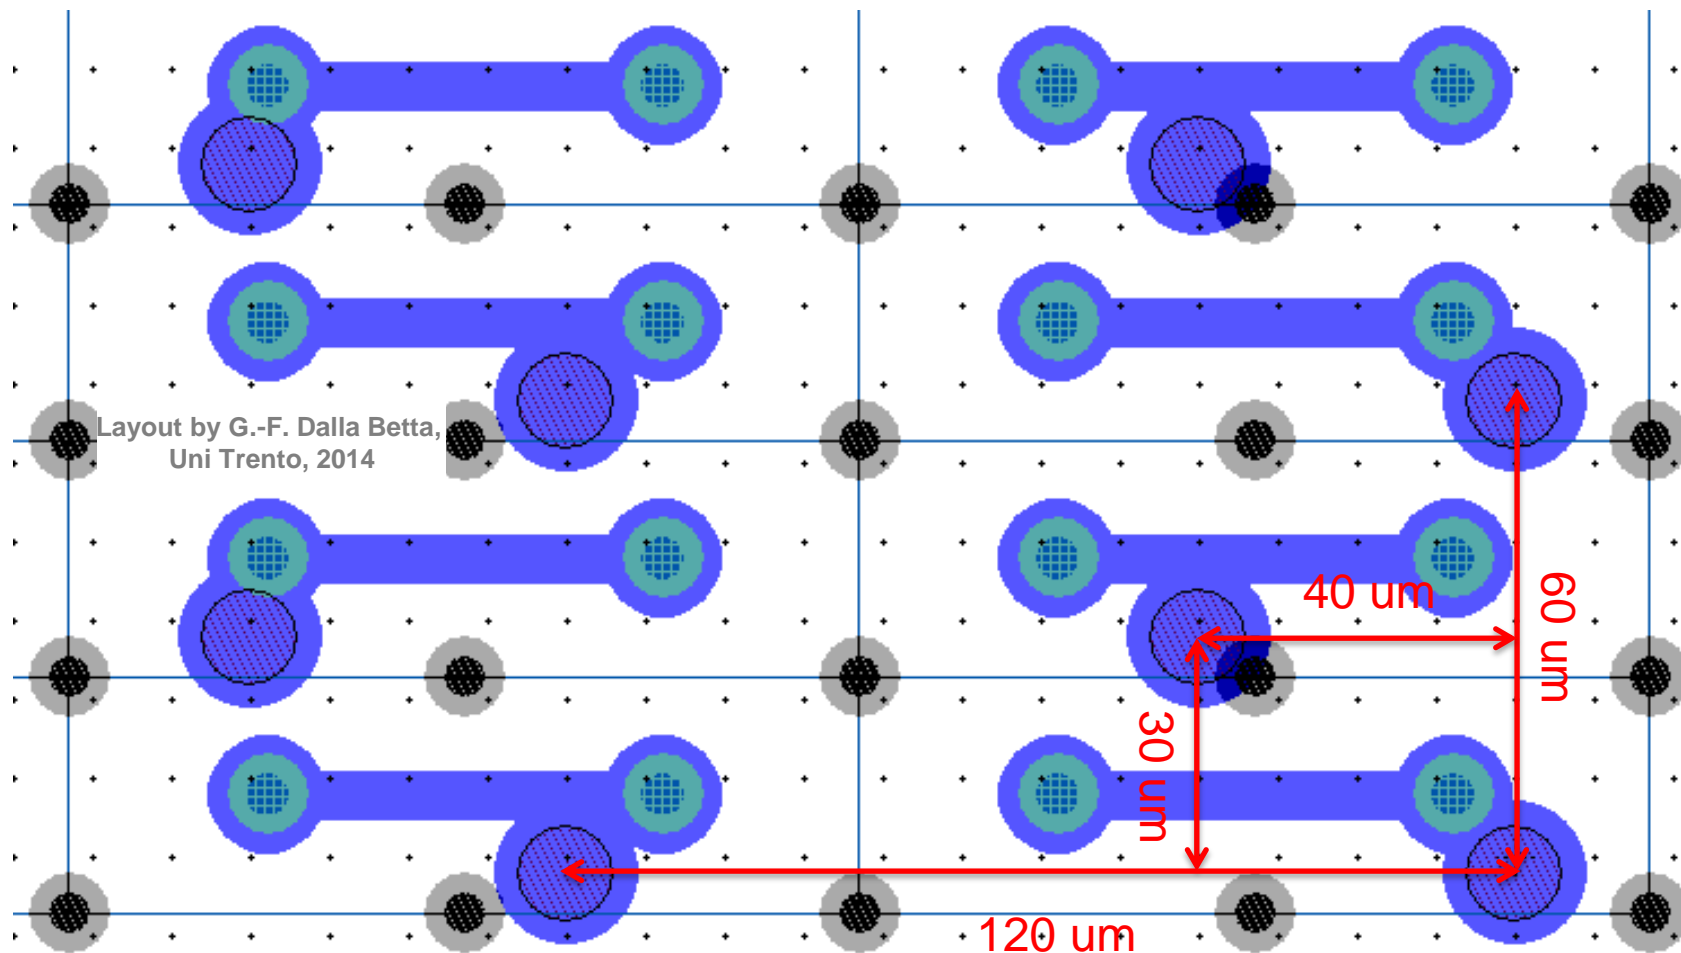 Layout by G.-F. Dalla Betta,
Uni Trento, 2014
40 um
60 um
30 um
120 um